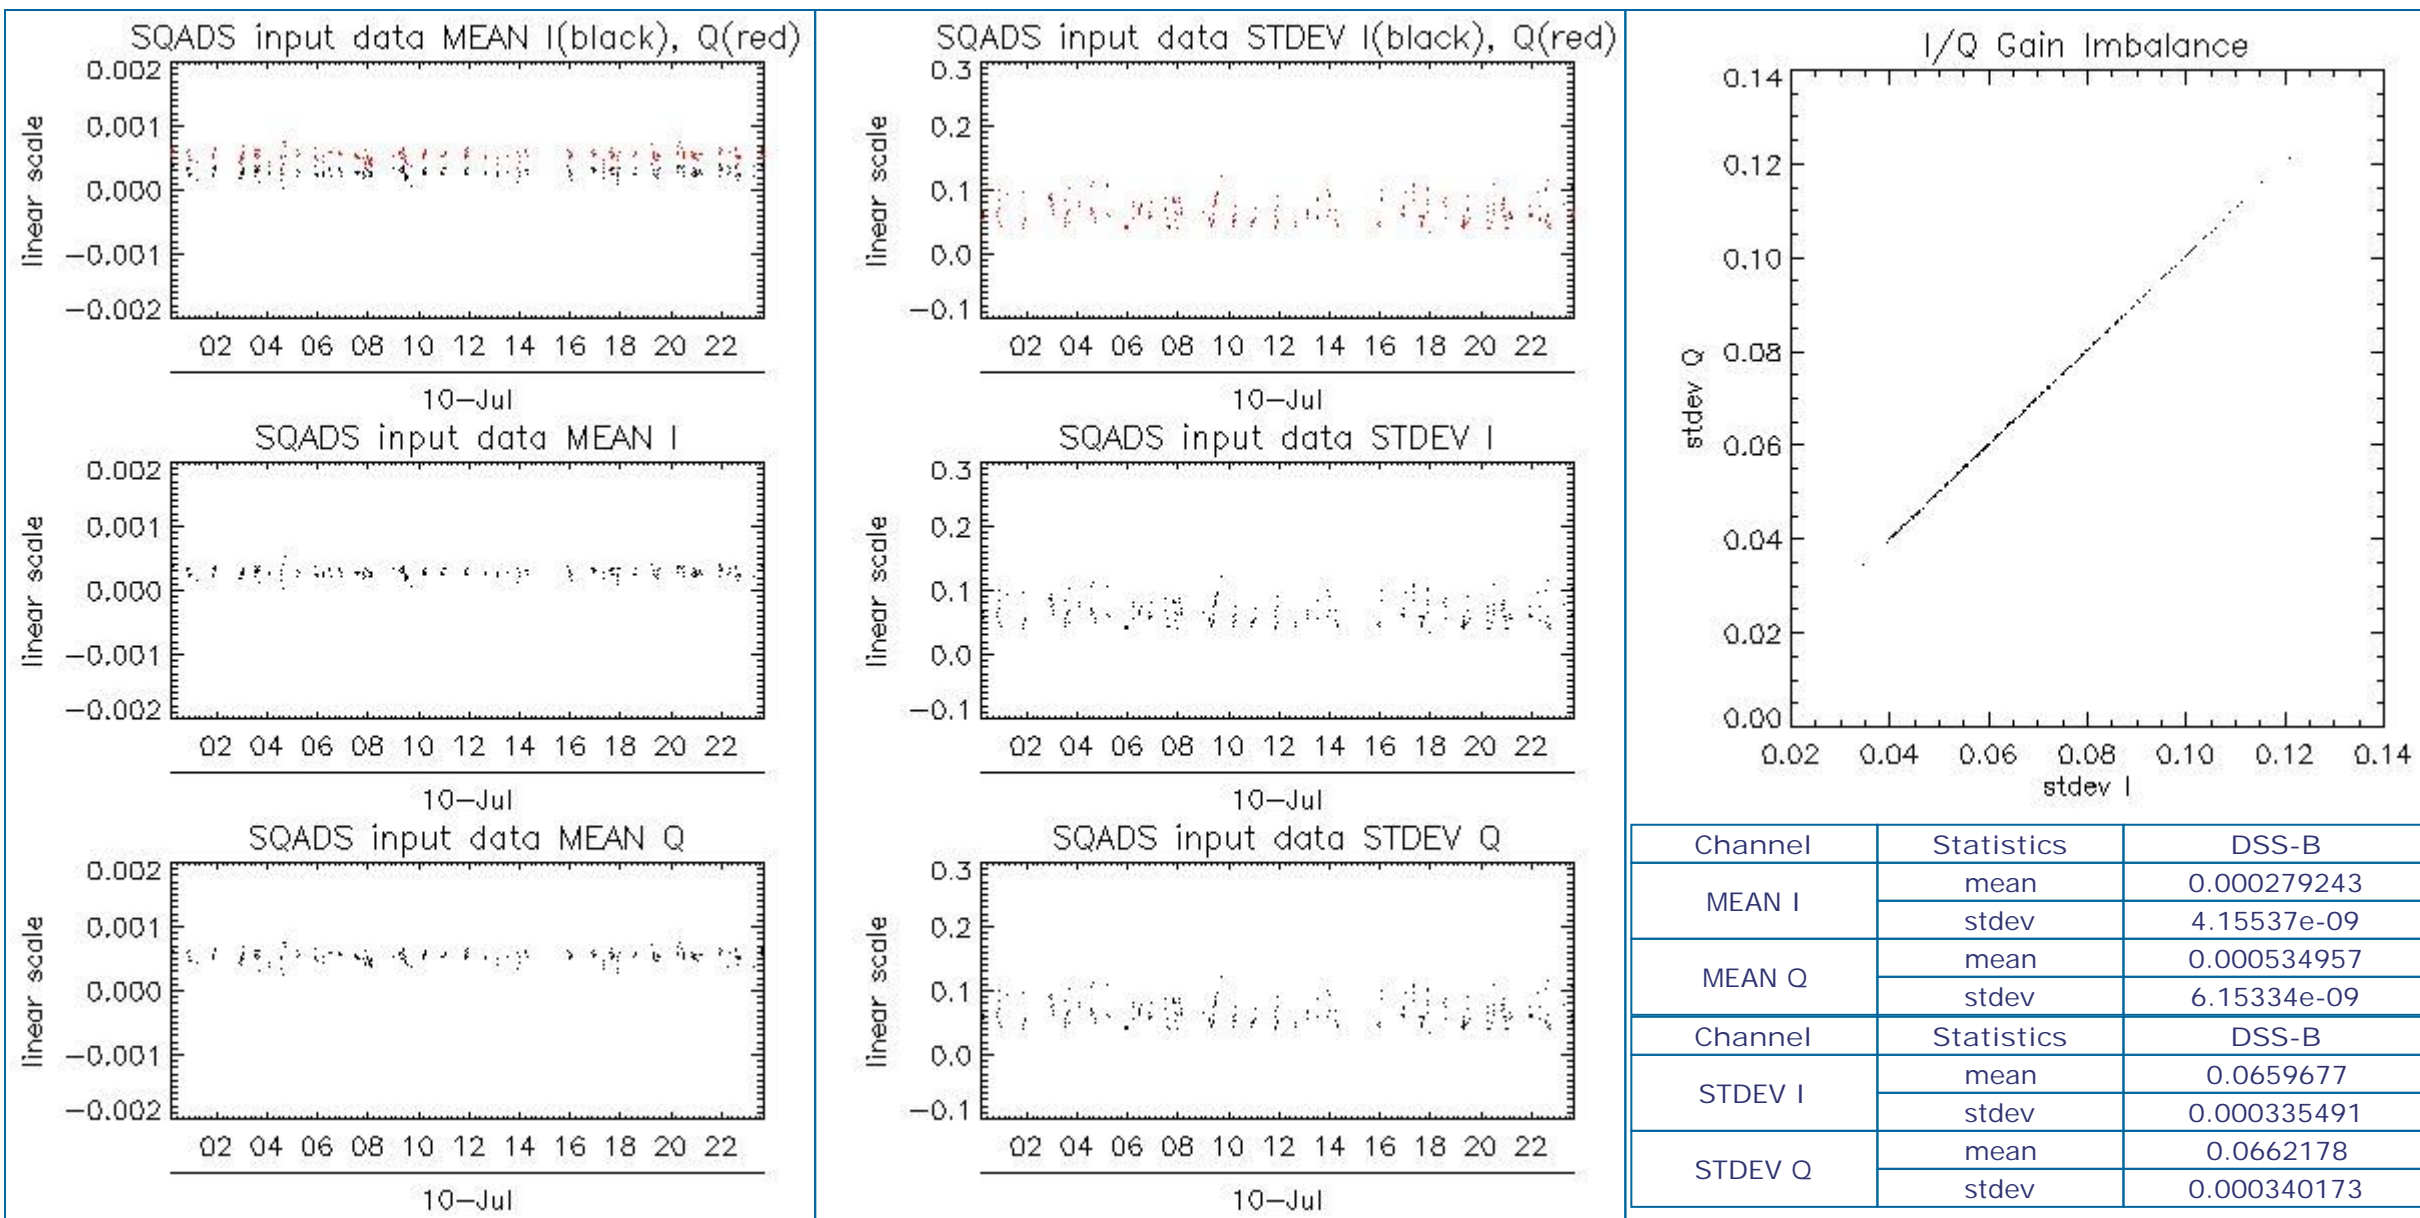 SQADS input data MEAN I(black), Q(red)
0.002
0.001
0.000
−0.001
−0.002
linear scale
02 04 06 08 10 12 14 16 18 20 22
10−Jul
SQADS input data MEAN I
0.002
0.001
0.000
−0.001
−0.002
linear scale
02 04 06 08 10 12 14 16 18 20 22
10−Jul
SQADS input data MEAN Q
0.002
0.001
0.000
−0.001
−0.002
linear scale
02 04 06 08 10 12 14 16 18 20 22
10−Jul
SQADS input data STDEV I(black), Q(red)
0.3
0.2
0.1
0.0
−0.1
linear scale
02 04 06 08 10 12 14 16 18 20 22
10−Jul
SQADS input data STDEV I
0.3
0.2
0.1
0.0
−0.1
linear scale
02 04 06 08 10 12 14 16 18 20 22
10−Jul
SQADS input data STDEV Q
0.3
0.2
0.1
0.0
−0.1
linear scale
02 04 06 08 10 12 14 16 18 20 22
10−Jul
I/Q Gain Imbalance
0.14
0.12
0.10
0.08
0.06
0.04
0.02
0.00
stdev Q
0.02 0.04 0.06 0.08 0.10 0.12 0.14
stdev I
Channel Statistics DSS-B
MEAN I
mean 0.000279243
stdev 4.15537e-09
MEAN Q
mean 0.000534957
stdev 6.15334e-09
Channel Statistics DSS-B
STDEV I
mean 0.0659677
stdev 0.000335491
STDEV Q
mean 0.0662178
stdev 0.000340173